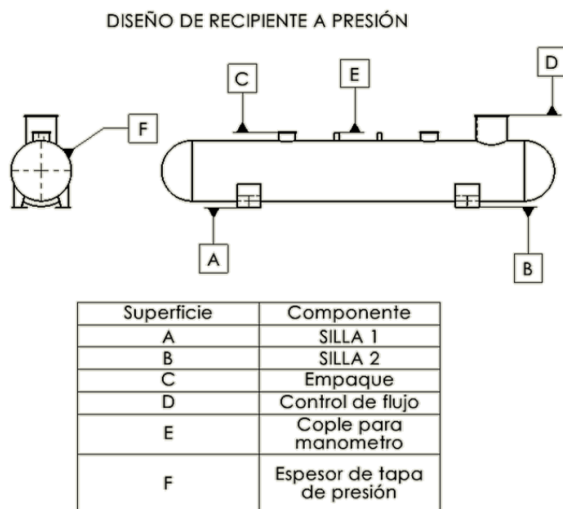 DISEÑO DE RECIPIENTE A PRESIÓN
C
E
D
F
A
B
Superficie Componente
A SILLA 1
B SILLA 2
C Empaque
D Control de flujo
E Cople para
manometro
F Espesor de tapa
de presión